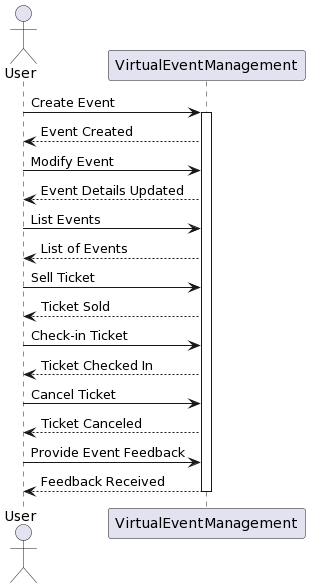 User
VirtualEventManagement
Create Event
Event Created
Modify Event
Event Details Updated
List Events
List of Events
Sell Ticket
Ticket Sold
Check-in Ticket
Ticket Checked In
Cancel Ticket
Ticket Canceled
Provide Event Feedback
Feedback Received
User
VirtualEventManagement